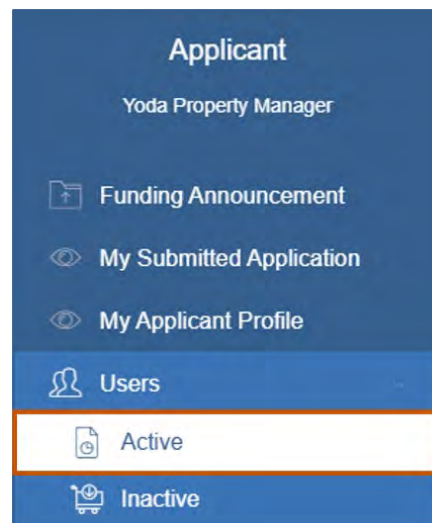 Applicant
Yoda Property Manager
Funding Announcement
My Submitted Application
My Applicant Profile
Users
Active
Inactive